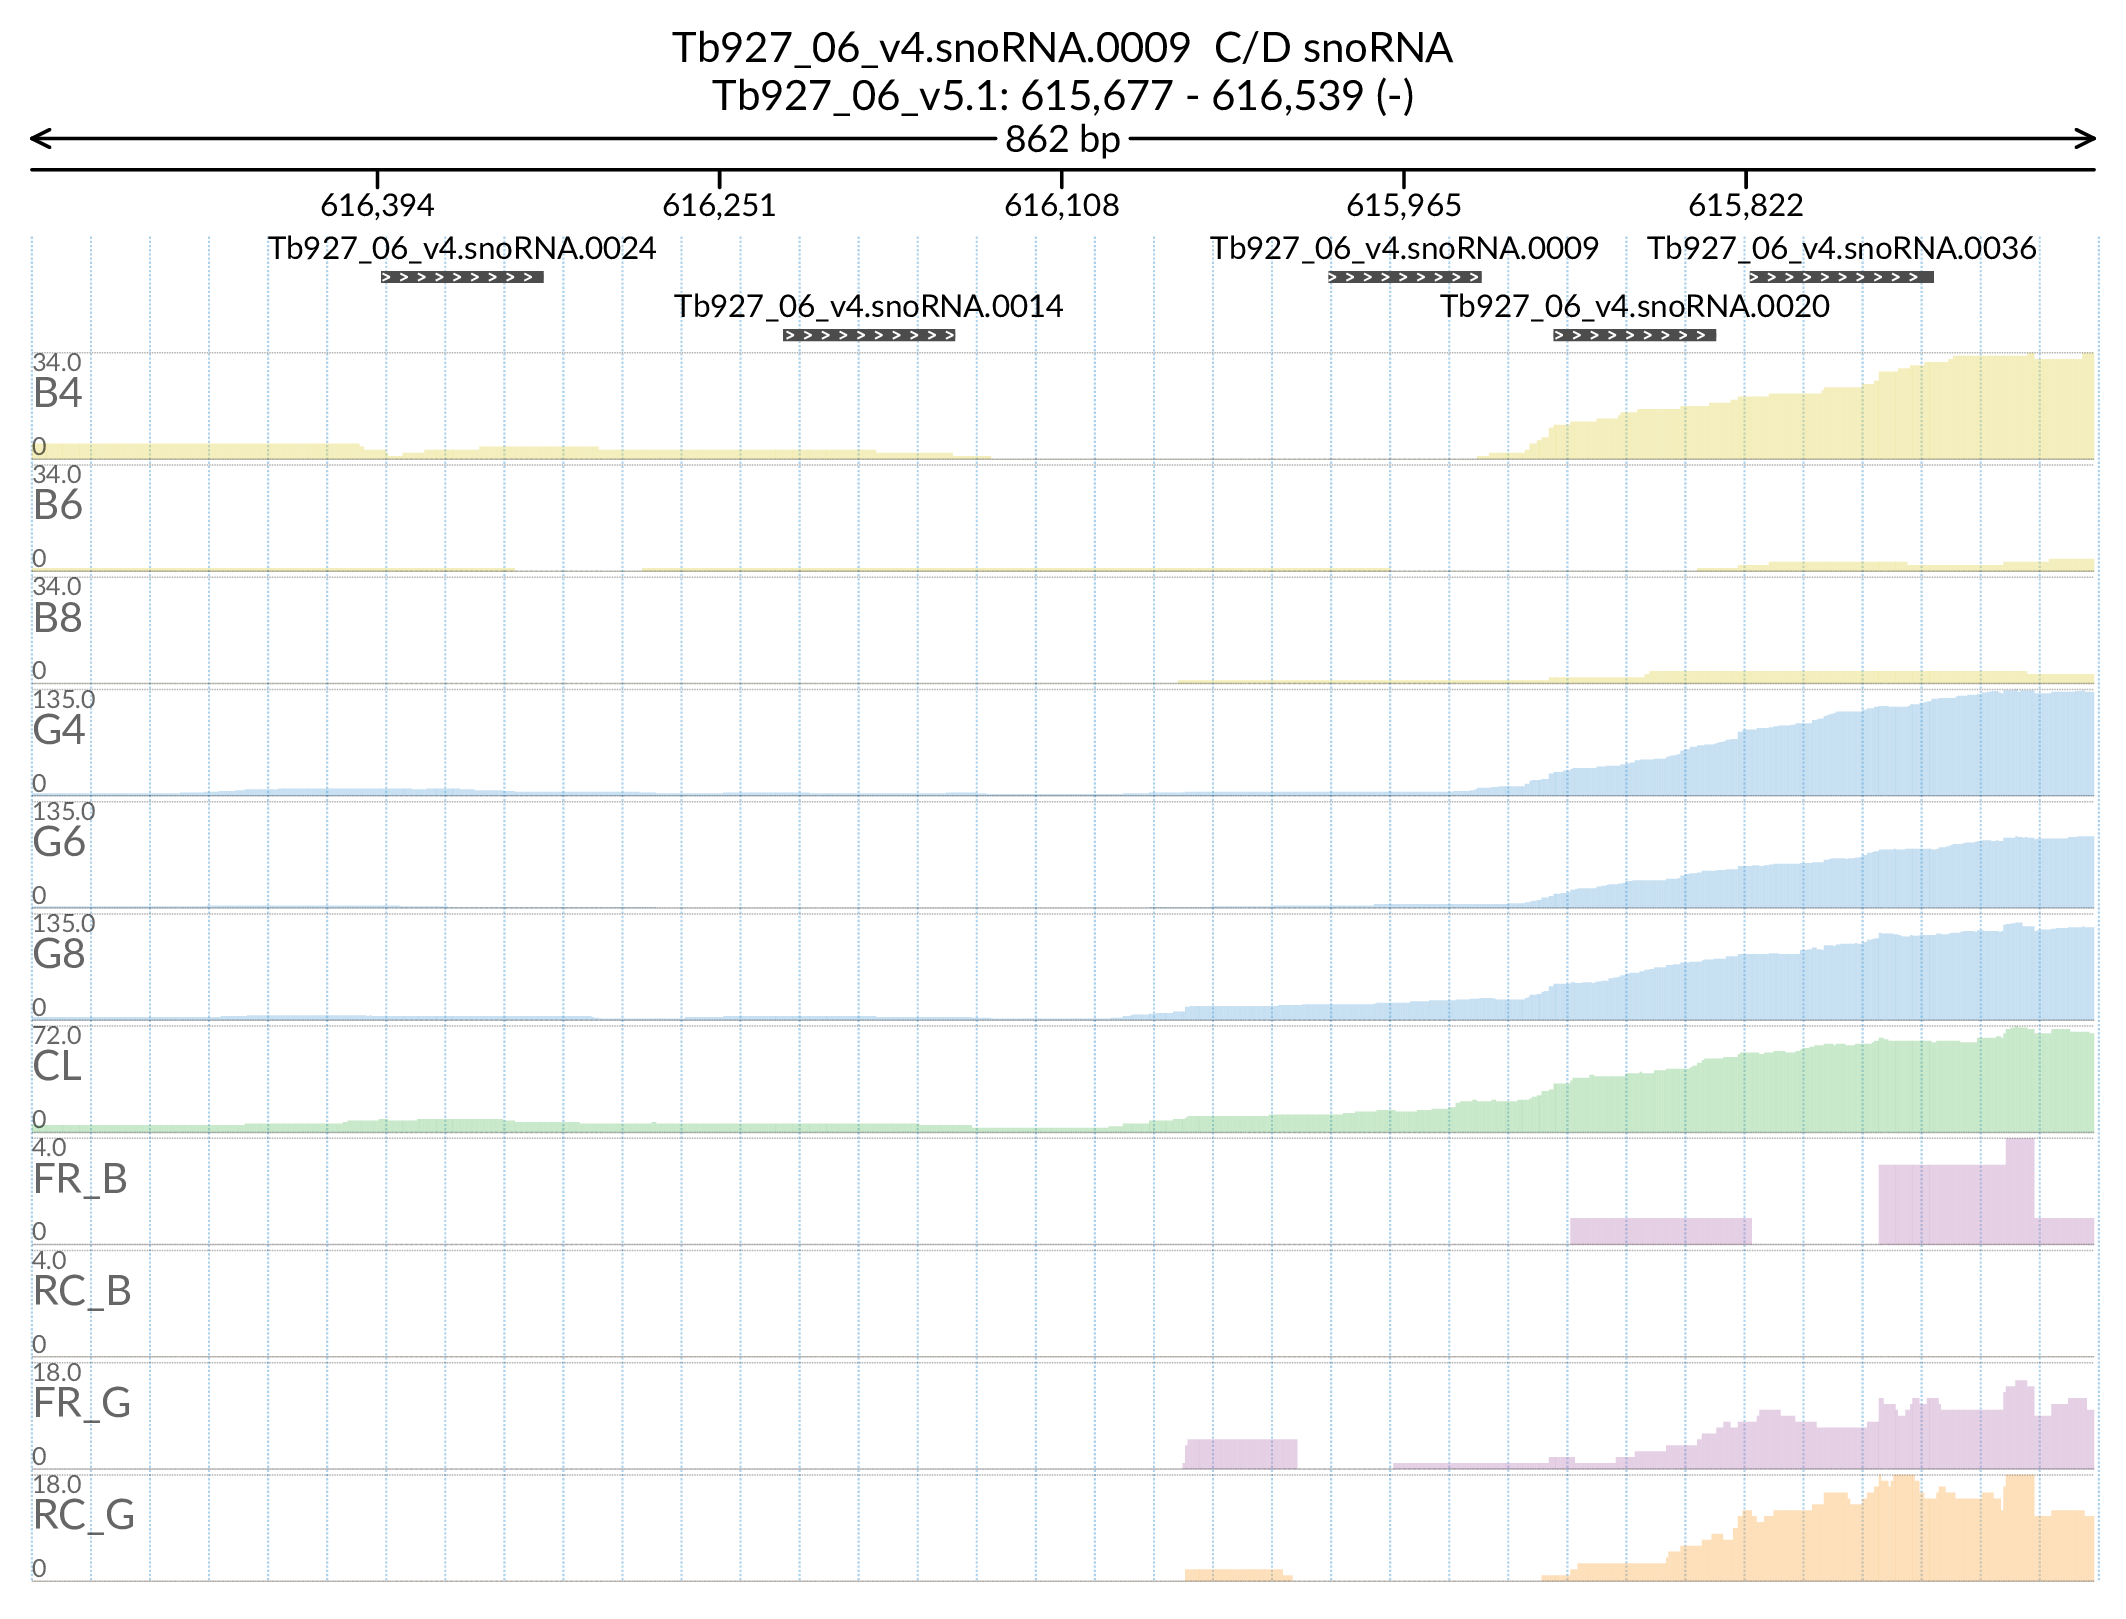 Tb927_06_v4.snoRNA.0009  C/D snoRNA
Tb927_06_v5.1: 615,677 - 616,539 (-)
862 bp
616,394 616,251 616,108 615,965 615,822
Tb927_06_v4.snoRNA.0024 Tb927_06_v4.snoRNA.0009 Tb927_06_v4.snoRNA.0036
Tb927_06_v4.snoRNA.0014 Tb927_06_v4.snoRNA.0020
34.0
B4
0
34.0
B6
0
34.0
B8
0
135.0
G4
0
135.0
G6
0
135.0
G8
0
72.0
CL
0
4.0
FR_B
0
4.0
RC_B
0
18.0
FR_G
0
18.0
RC_G
0